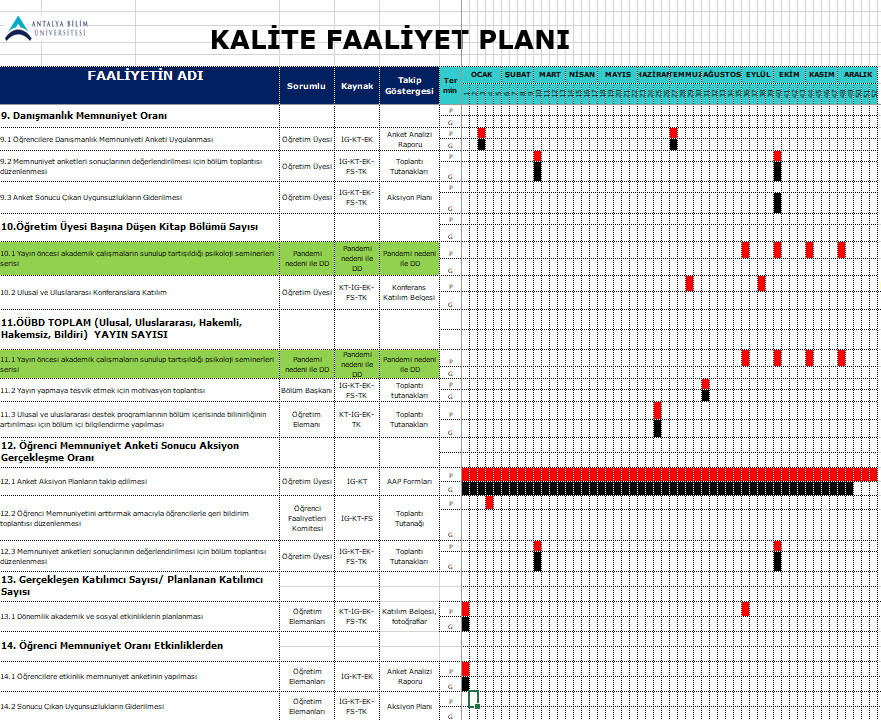 ANTALYA BİLİM
ÜNİVERSİTESİ
KALİTE FAALİYET PLANI
FAALİYETİN ADI
Sorumlu
Kaynak
Takip
Göstergesi
Ter
min
OCAK
ŞUBAT
MART
NİSAN
MAYIS
HAZİRAN
TEMMUZ
AĞUSTOS
EYLÜL
EKİM
KASIM
ARALIK
9. Danışmanlık Memnuniyet Oranı
P
G
9.1 Öğrencilere Danışmanlık Memnuniyeti Anketi Uygulanması
Öğretim Üyesi
İG-KT-EK
Anket Analizi
Raporu
P
G
9.2 Memnuniyet anketleri sonuçlarının değerlendirilmesi için bölüm toplantısı
düzenlenmesi
Öğretim Üyesi
İG-KT-EK-
FS-TK
Toplantı
Tutanakları
P
G
9.3 Anket Sonucu Çıkan Uygunsuzlukların Giderilmesi
Öğretim Üyesi
İG-KT-EK-
FS-TK
Aksiyon Planı
P
G
10.Öğretim Üyesi Başına Düşen Kitap Bölümü Sayısı
P
G
10.1 Yayın öncesi akademik çalışmaların sunulup tartışıldığı psikoloji seminerleri
serisi
Pandemi
nedeni ile DD
Pandemi
nedeni ile
DD
Pandemi nedeni
ile DD
P
G
10.2 Ulusal ve Uluslararası Konferanslara Katılım
Öğretim Üyesi
KT-İG-EK-
FS-TK
Konferans
Katılım Belgesi
P
G
11.ÖÜBD TOPLAM (Ulusal, Uluslararası, Hakemli,
Hakemsiz, Bildiri) YAYIN SAYISI
11.1 Yayın öncesi akademik çalışmaların sunulup tartışıldığı psikoloji seminerleri
serisi
Pandemi
nedeni ile DD
Pandemi
nedeni ile
DD
Pandemi nedeni
ile DD
P
G
11.2 Yayın yapmaya teşvik etmek için motivasyon toplantısı
Bölüm Başkanı
İG-KT-EK-
FS-TK
Toplantı
tutanakları
P
G
11.3 Ulusal ve uluslararası destek programlarının bölüm içerisinde bilinirliğinin
artırılması için bölüm içi bilgilendirme yapılması
Öğretim
Elemanı
KT-İG-EK-
TK
Toplantı
Tutanakları
P
G
12. Öğrenci Memnuniyet Anketi Sonucu Aksiyon
Gerçekleşme Oranı
12.1 Anket Aksiyon Planların takip edilmesi
Öğretim Üyesi
İG-KT
AAP Formları
P
G
12.2 Öğrenci Memnuniyetini arttırmak amacıyla öğrencilerle geri bildirim
toplantısı düzenlenmesi
Öğrenci
Faaliyetleri
Komitesi
İG-KT-FS
Toplantı
Tutanağı
P
G
12.3 Memnuniyet anketleri sonuçlarının değerlendirilmesi için bölüm toplantısı
düzenlenmesi
Öğretim Üyesi
İG-KT-EK-
FS-TK
Toplantı
Tutanakları
P
G
13. Gerçekleşen Katılımcı Sayısı/ Planlanan Katılımcı
Sayısı
13.1 Dönemlik akademik ve sosyal etkinliklerin planlanması
Öğretim
Elemanları
KT-İG-EK-
FS-TK
Katılım Belgesi,
fotoğraflar
P
G
14. Öğrenci Memnuniyet Oranı Etkinliklerden
14.1 Öğrencilere etkinlik memnuniyet anketinin yapılması
Öğretim
Elemanları
İG-KT-EK
Anket Analizi
Raporu
P
G
14.2 Sonucu Çıkan Uygunsuzlukların Giderilmesi
Öğretim
Elemanları
İG-KT-EK-
FS-TK
Aksiyon Planı
P
G